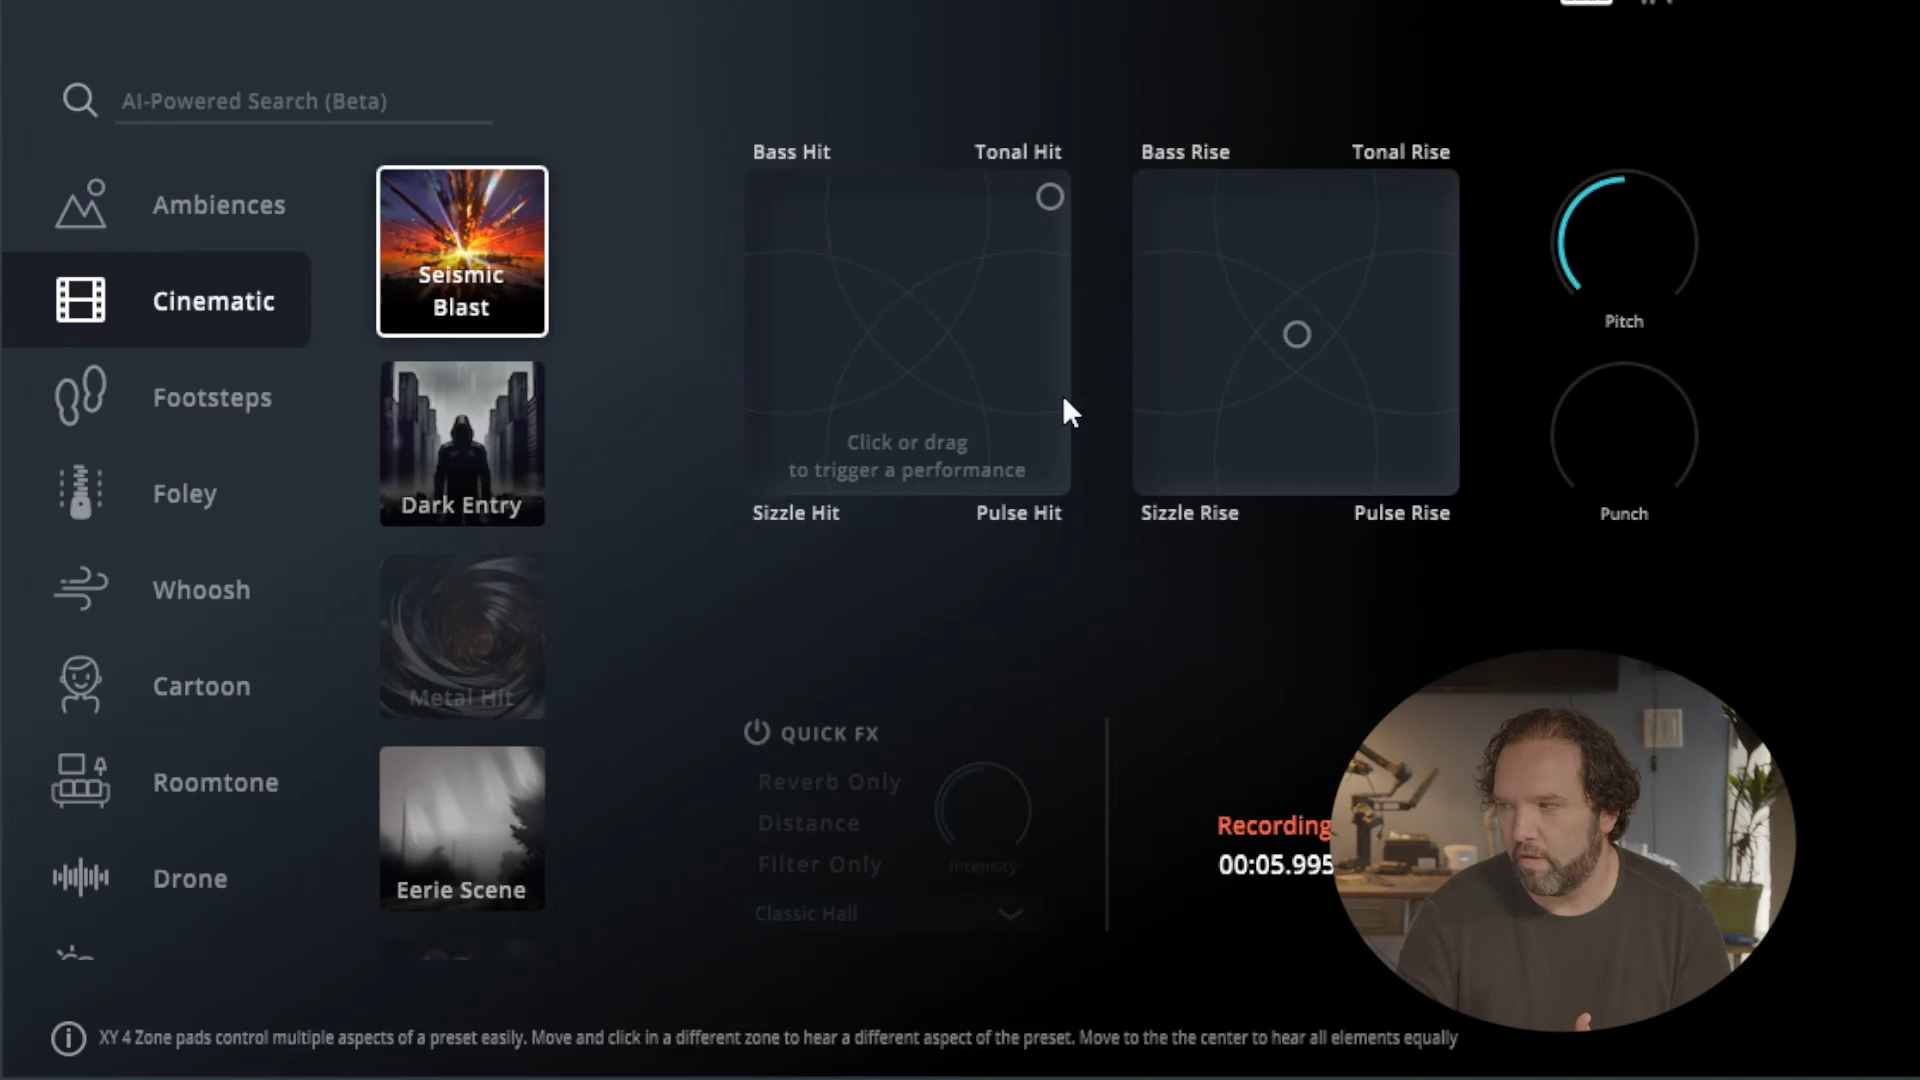 AI-Powered Search (Beta)
Ambiences
Cinematic
Footsteps
Foley
Whoosh
Cartoon
Roomtone
Drone
Seismic
Blast
Dark Entry
Metal Hit
Eerie Scene
Bass Hit
Tonal Hit
Click or drag
to trigger a performance
Sizzle Hit
Pulse Hit
Bass Rise
Tonal Rise
Sizzle Rise
Pulse Rise
Pitch
Punch
QUICK FX
Reverb Only
Distance
Filter Only
Intensity
Classic Hall
Recording
00:05.995
XY 4 Zone pads control multiple aspects of a preset easily. Move and click in a different zone to hear a different aspect of the preset. Move to the the center to hear all elements equally